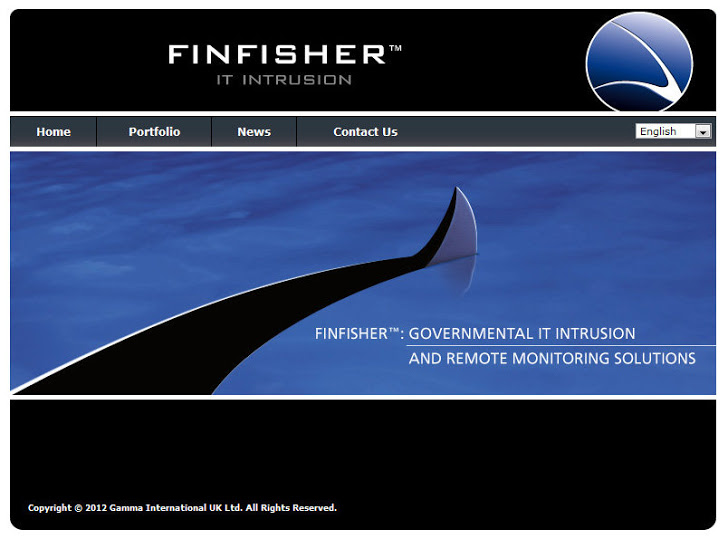 FINFISHER™
IT INTRUSION
Home Portfolio News Contact Us English
FINFISHER™: GOVERNMENTAL IT INTRUSION
AND REMOTE MONITORING SOLUTIONS
Copyright © 2012 Gamma International UK Ltd. All Rights Reserved.